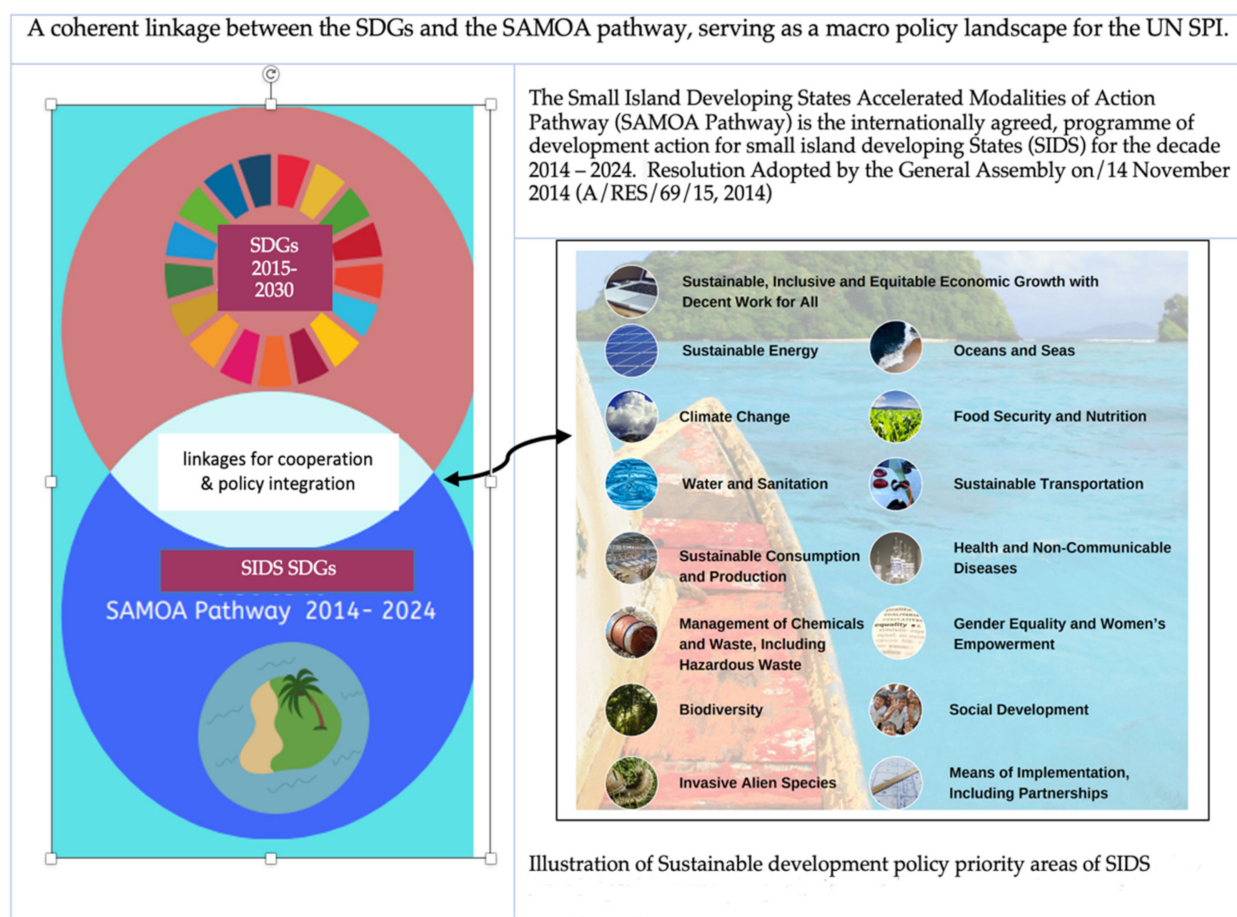 A coherent linkage between the SDGs and the SAMOA pathway, serving as a macro policy landscape for the UN SPI.
SDGs
2015-
2030
linkages for cooperation
& policy integration
SIDS SDGs
SAMOA Pathway 2014- 2024
The Small Island Developing States Accelerated Modalities of Action
Pathway (SAMOA Pathway) is the internationally agreed, programme of
development action for small island developing States (SIDS) for the decade
2014 – 2024. Resolution Adopted by the General Assembly on/14 November
2014 (A/RES/69/15, 2014)
Sustainable, Inclusive and Equitable Economic Growth with
Decent Work for All
Sustainable Energy
Oceans and Seas
Climate Change
Food Security and Nutrition
Water and Sanitation
Sustainable Transportation
Sustainable Consumption
and Production
Health and Non-Communicable
Diseases
Management of Chemicals
and Waste, Including
Hazardous Waste
equality
Gender Equality and Women's
Empowerment
Biodiversity
Social Development
Invasive Alien Species
Means of Implementation,
Including Partnerships
Illustration of Sustainable development policy priority areas of SIDS